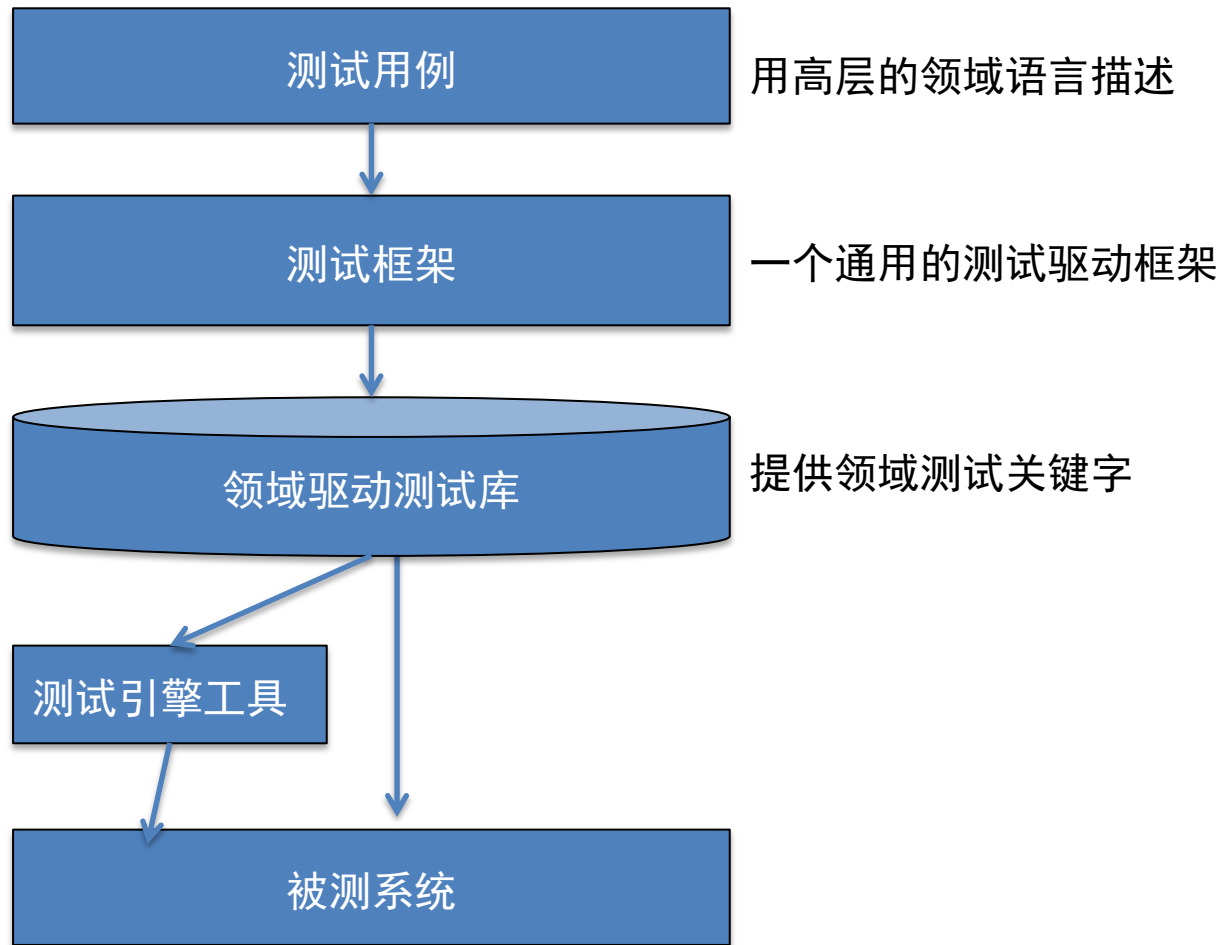 测试用例
用高层的领域语言描述
测试框架
一个通用的测试驱动框架
领域驱动测试库
提供领域测试关键字
测试引擎工具
被测系统